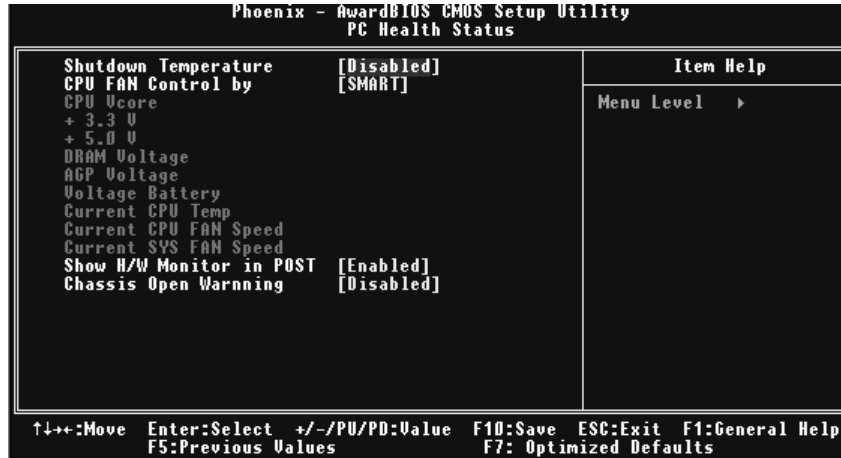 Phoenix - AwardBIOS CMOS Setup Utility
PC Health Status
Shutdown Temperature [Disabled]
CPU FAN Control by [SMART]
CPU Vcore
+ 3.3 V
+ 5.0 V
DRAM Voltage
AGP Voltage
Voltage Battery
Current CPU Temp
Current CPU FAN Speed
Current SYS FAN Speed
Show H/W Monitor in POST [Enabled]
Chassis Open Warnning [Disabled]
Item Help
Menu Level ▸
↑↓→←:Move Enter:Select +/-/PU/PD:Value F10:Save ESC:Exit F1:General Help
F5:Previous Values F7: Optimized Defaults